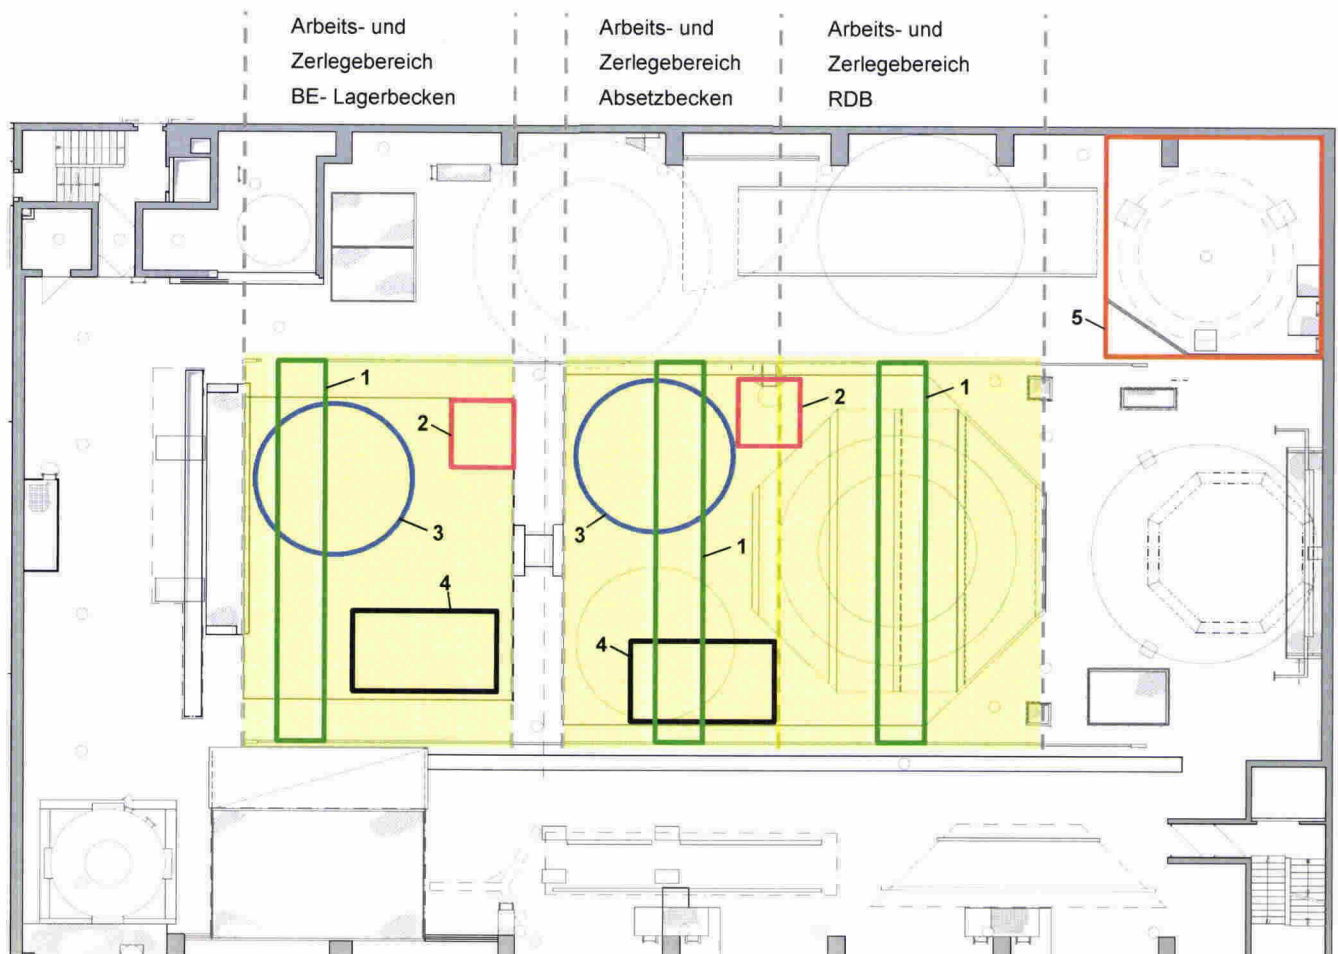 Arbeits- und
Zerlegebereich
BE- Lagerbecken
Arbeits- und
Zerlegebereich
Absetzbecken
Arbeits- und
Zerlegebereich
RDB
5
1
2
3
4
2
1
3
1
4